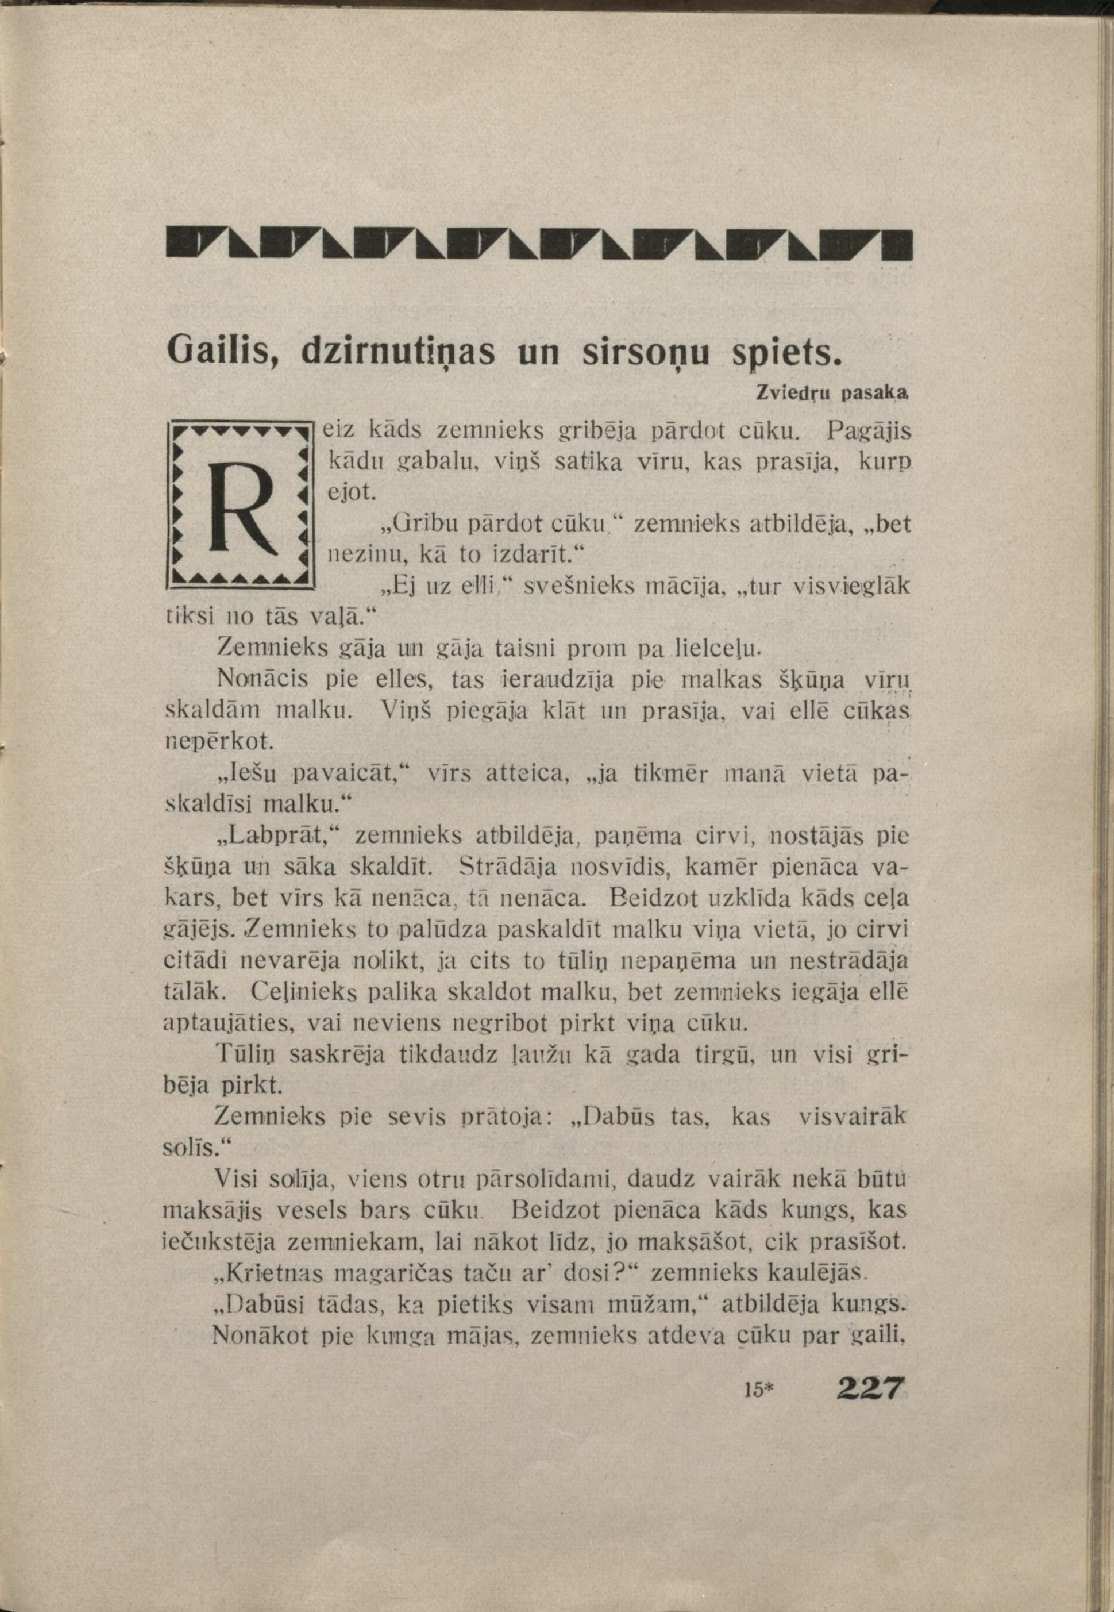 Gailis, dzirnutiņas un sirsoņu spiets.
Zviedru pasaka
Reiz kāds zemnieks gribēja pārdot cūku. Pagājis
kādu gabalu, viņš satika vīru, kas prasīja, kurp
ejot.
„Gribu pārdot cūku,“ zemnieks atbildēja, „bet
nezinu, kā to izdarīt.“
„Ej uz elli,“ svešnieks mācīja, „tur visvieglāk
tiksi no tās vaļā.“
Zemnieks gāja un gāja taisni prom pa lielceļu.
Nonācis pie elles, tas ieraudzīja pie malkas šķūņa vīru
skaldām malku. Viņš piegāja klāt un prasīja, vai ellē cūkas
nepērkot.
„Iešu pavaicāt,“ vīrs atteica, „ja tikmēr manā vietā pa-
skaldīsi malku.“
„Labprāt,“ zemnieks atbildēja, paņēma cirvi, nostājās pie
šķūņa un sāka skaldīt. Strādāja nosvīdis, kamēr pienāca va-
kars, bet vīrs kā nenāca, tā nenāca. Beidzot uzklīda kāds ceļa
gājējs. Zemnieks to palūdza paskaldīt malku viņa vietā, jo cirvi
citādi nevarēja nolikt, ja cits to tūliņ nepaņēma un nestrādāja
tālāk. Ceļinieks palika skaldot malku, bet zemnieks iegāja ellē
aptaujāties, vai neviens negribot pirkt viņa cūku.
Tūliņ saskrēja tikdaudz ļaužu kā gada tirgū, un visi gri-
bēja pirkt.
Zemnieks pie sevis prātoja: „Dabūs tas, kas visvairāk
solīs.“
Visi solīja, viens otru pārsolīdami, daudz vairāk nekā būtu
maksājis vesels bars cūku. Beidzot pienāca kāds kungs, kas
iečukstēja zemniekam, lai nākot līdz, jo maksāšot, cik prasīšot.
„Krietnas magaričas taču ar’ dosi?“ zemnieks kaulējās.
„Dabūsi tādas, ka pietiks visam mūžam,“ atbildēja kungs.
Nonākot pie kunga mājas, zemnieks atdeva cūku par gaili,
15* 227